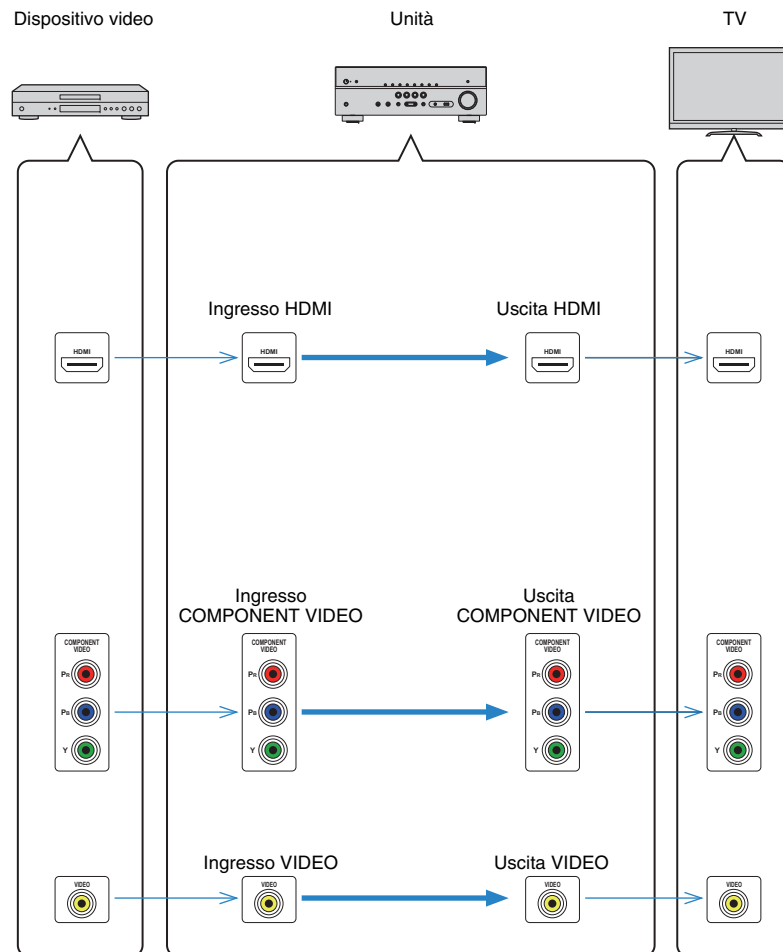 Dispositivo video
Unità
TV
Ingresso HDMI
Uscita HDMI
HDMI
HDMI
HDMI
HDMI
Ingresso
COMPONENT VIDEO
Uscita
COMPONENT VIDEO
COMPONENT
VIDEO
PR
PB
Y
COMPONENT
VIDEO
PR
PB
Y
COMPONENT
VIDEO
PR
PB
Y
COMPONENT
VIDEO
PR
PB
Y
Ingresso VIDEO
Uscita VIDEO
VIDEO
VIDEO
VIDEO
VIDEO